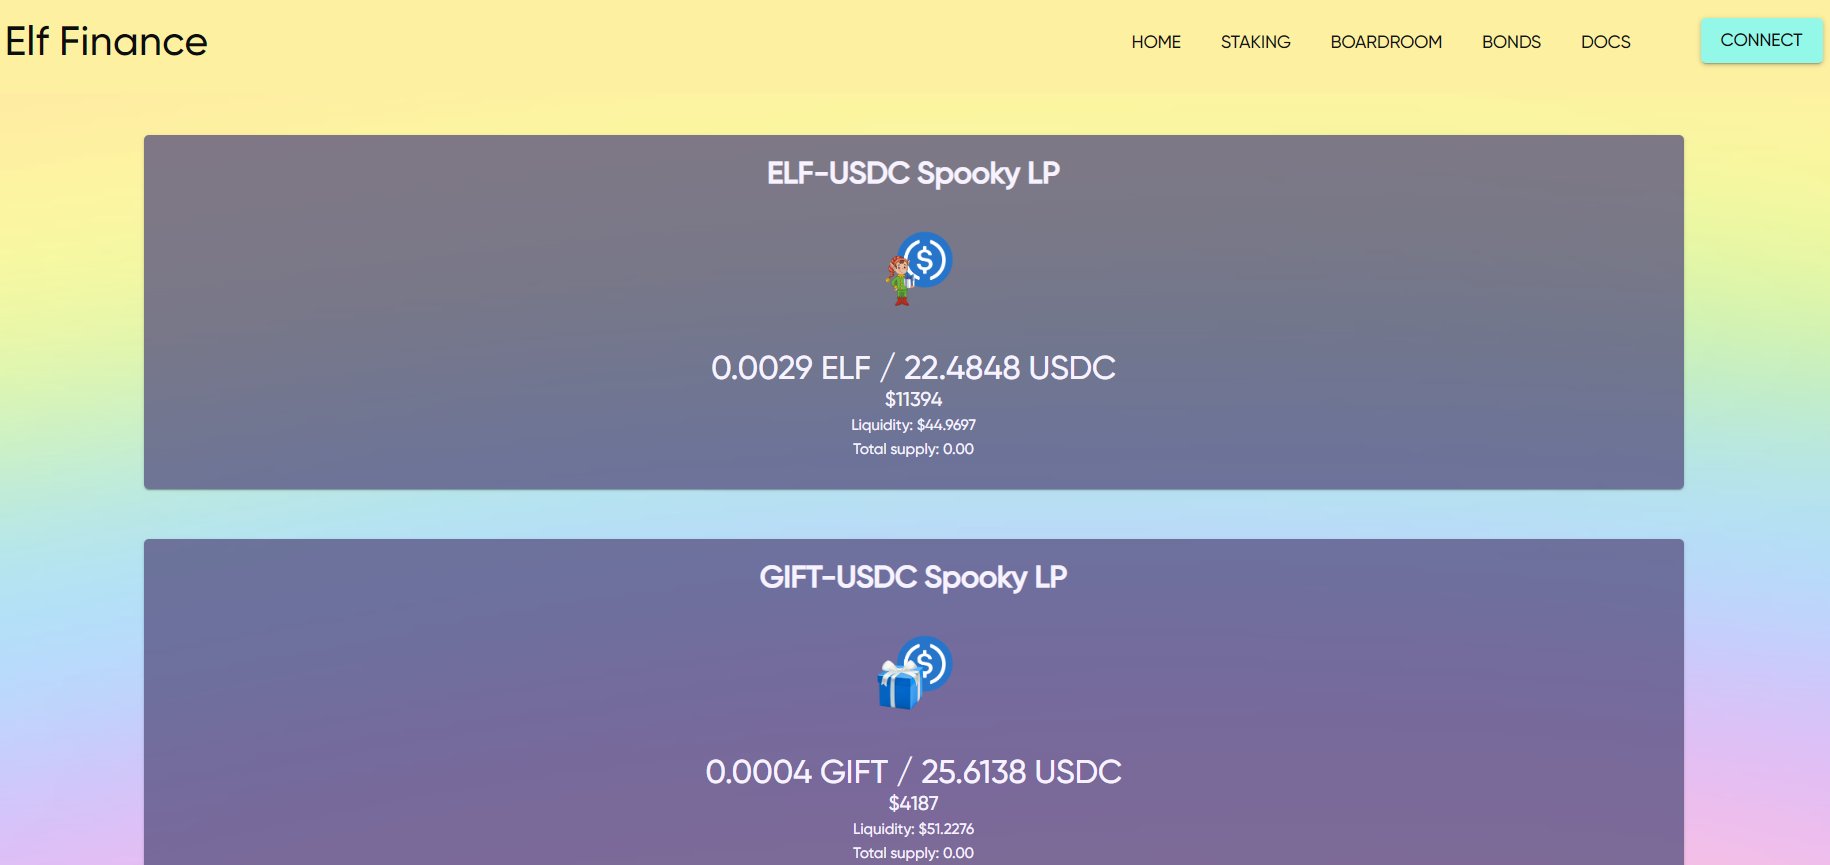 Elf Finance
HOME STAKING BOARDROOM BONDS DOCS CONNECT
ELF-USDC Spooky LP
$
0.0029 ELF / 22.4848 USDC
$11394
Liquidity: $44.9697
Total supply: 0.00
GIFT-USDC Spooky LP
$
0.0004 GIFT / 25.6138 USDC
$4187
Liquidity: $51.2276
Total supply: 0.00